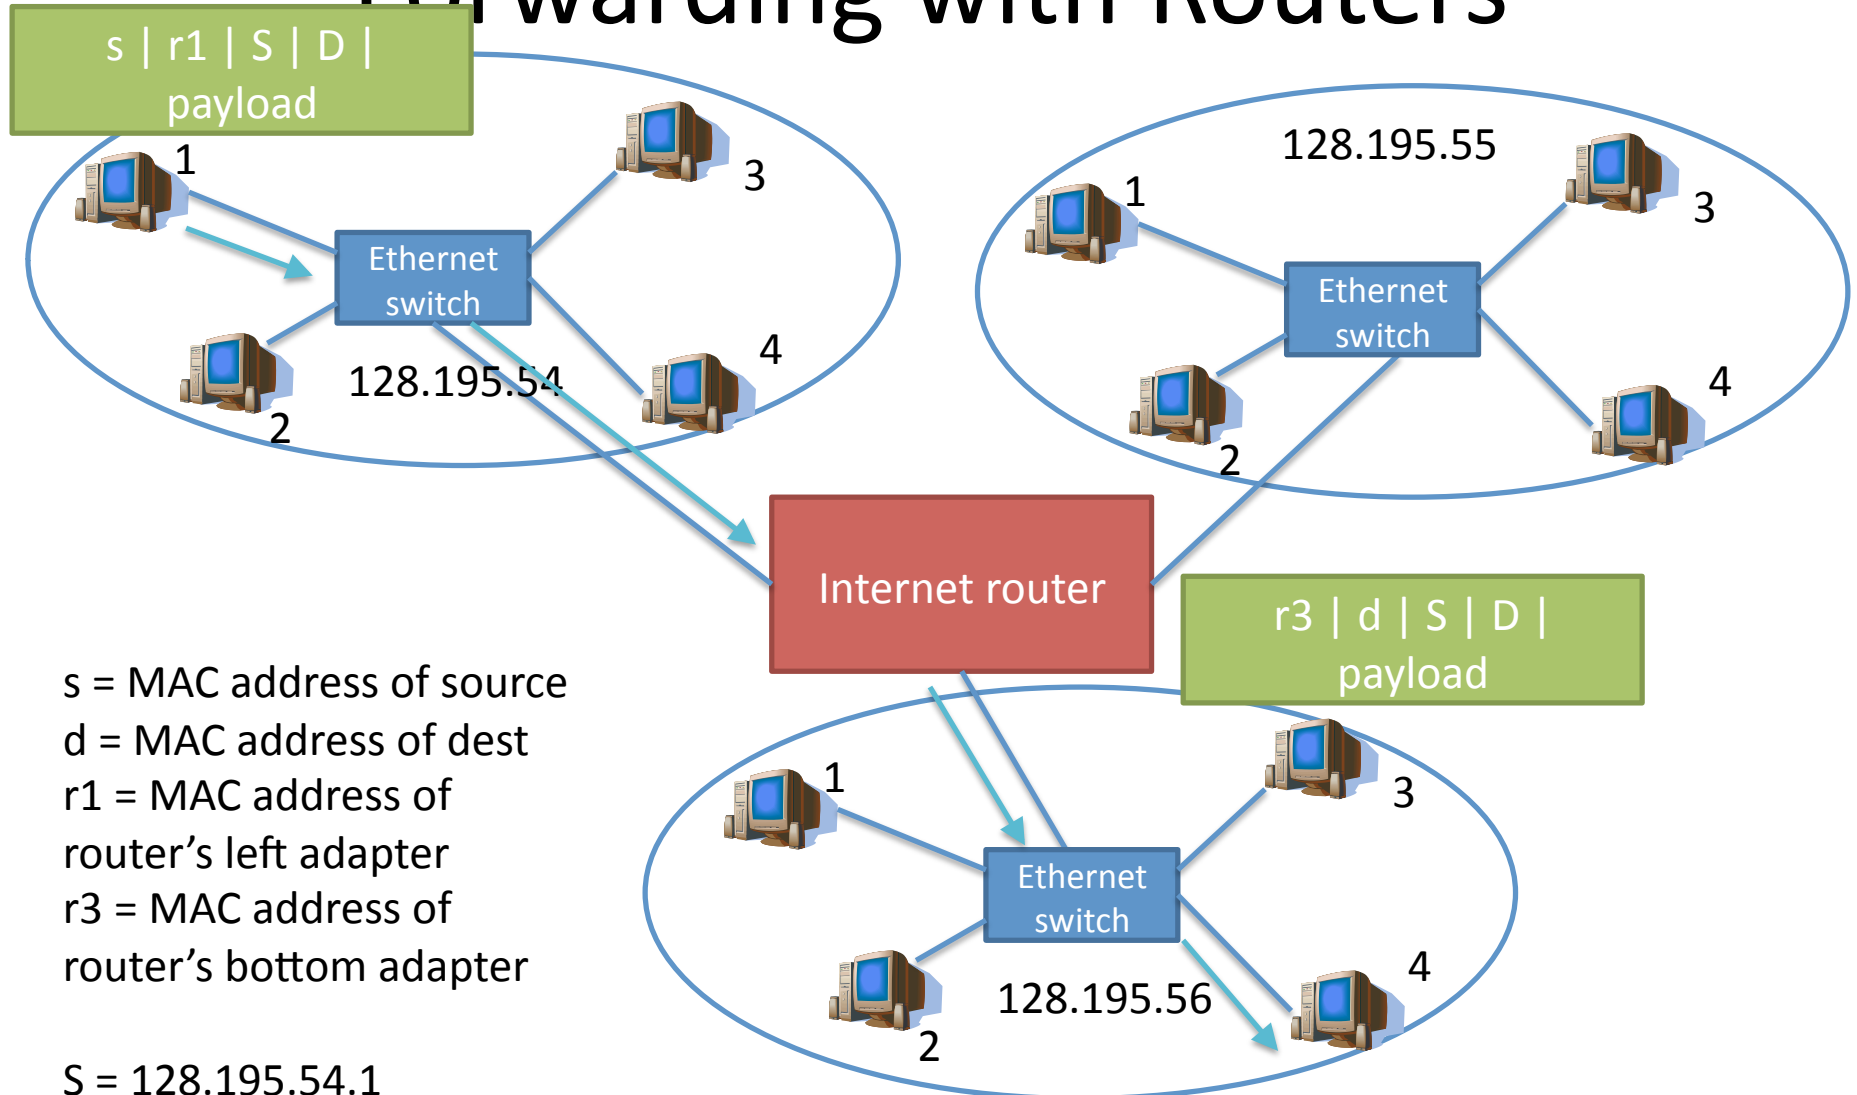 Forwarding with Routers
s | r1 | S | D |
payload
1
3
Ethernet
switch
128.195.54
4
2
128.195.55
1
3
Ethernet
switch
4
2
Internet router
r3 | d | S | D |
payload
s = MAC address of source
d = MAC address of dest
r1 = MAC address of
router’s left adapter
r3 = MAC address of
router’s bottom adapter
S = 128.195.54.1
1
3
Ethernet
switch
4
128.195.56
2